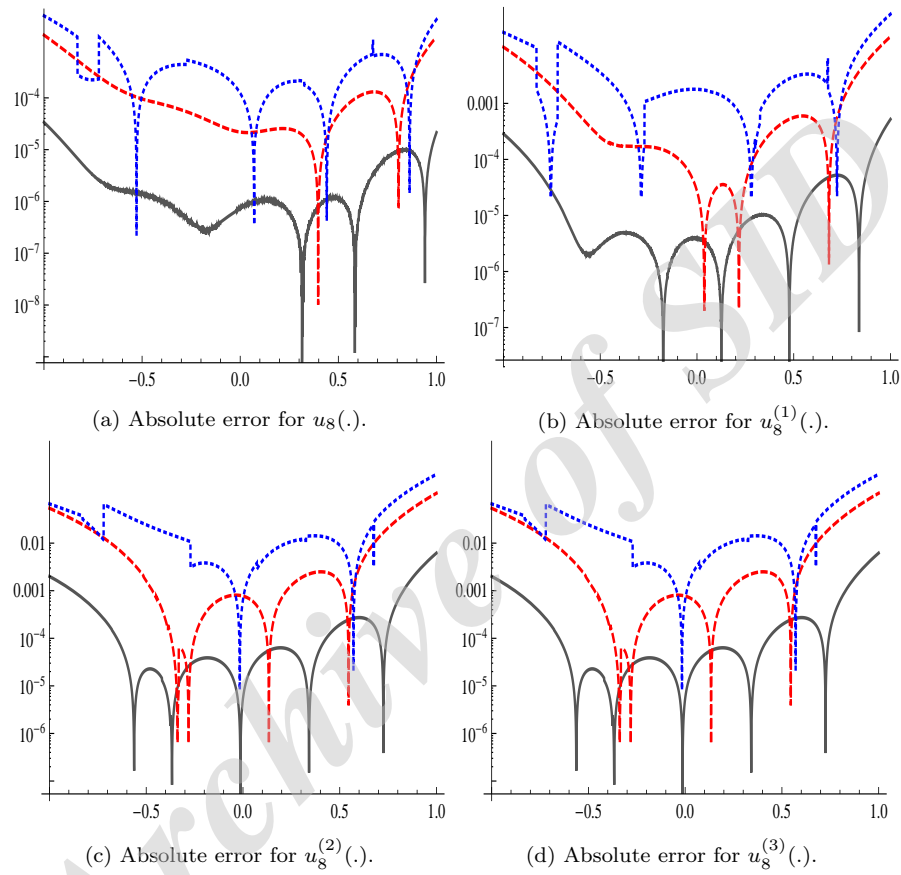 10^{-4}
10^{-5}
10^{-6}
10^{-7}
10^{-8}
−0.5 0.0 0.5 1.0
(a) Absolute error for u_8(.).
0.001
10^{-4}
10^{-5}
10^{-6}
10^{-7}
−0.5 0.0 0.5 1.0
(b) Absolute error for u_8^{(1)}(.).
0.01
0.001
10^{-4}
10^{-5}
10^{-6}
−0.5 0.0 0.5 1.0
(c) Absolute error for u_8^{(2)}(.).
0.01
0.001
10^{-4}
10^{-5}
10^{-6}
−0.5 0.0 0.5 1.0
(d) Absolute error for u_8^{(3)}(.).
Archive of SID